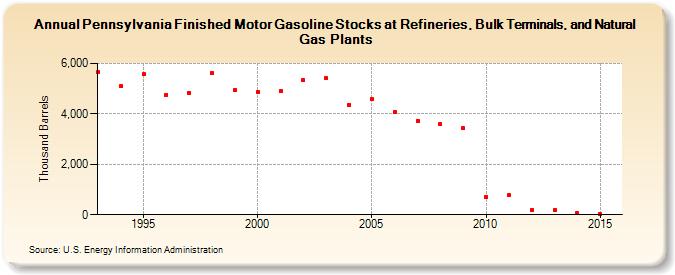 Annual Pennsylvania Finished Motor Gasoline Stocks at Refineries, Bulk Terminals, and Natural
Gas Plants
Thousand Barrels
6,000
4,000
2,000
0
1995
2000
2005
2010
2015
Source: U.S. Energy Information Administration